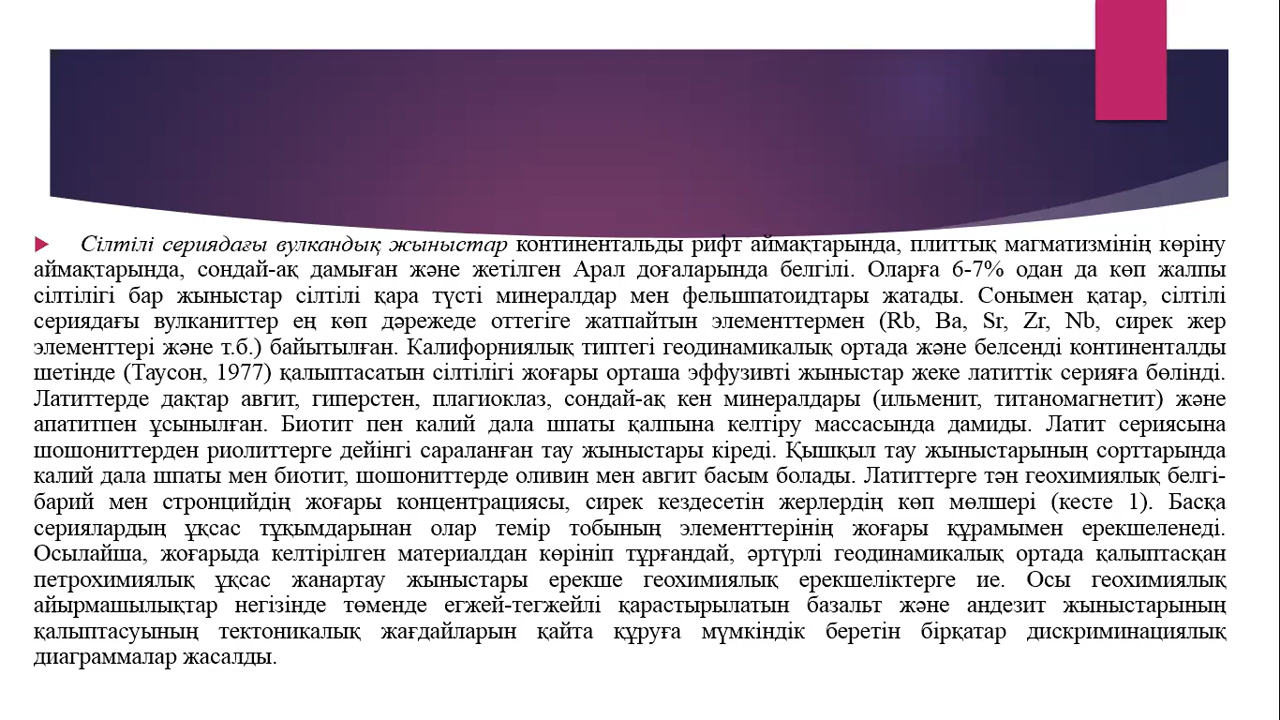 Сілтілі сериядағы вулкандық жыныстар континентальды рифт аймақтарында, плиттық магматизмінің көріну
аймақтарында, сондай-ақ дамыған және жетілген Арал доғаларында белгілі. Оларға 6-7% одан да көп жалпы
сілтілігі бар жыныстар сілтілі қара түсті минералдар мен фельшпатоидтары жатады. Сонымен қатар, сілтілі
сериядағы вулканиттер ең көп дәрежеде оттегіге жатпайтын элементтермен (Rb, Ba, Sr, Zr, Nb, сирек жер
элементтері және т.б.) байытылған. Калифорниялық типтегі геодинамикалық ортада және белсенді континенталды
шетінде (Таусон, 1977) қалыптасатын сілтілігі жоғары орташа эффузивті жыныстар жеке латиттік серияға бөлінді.
Латиттерде дақтар авгит, гиперстен, плагиоклаз, сондай-ақ кен минералдары (ильменит, титаномагнетит) және
апатитпен ұсынылған. Биотит пен калий дала шпаты қалпына келтіру массасында дамиды. Латит сериясына
шошониттерден риолиттерге дейінгі сараланған тау жыныстары кіреді. Қышқыл тау жыныстарының сорттарында
калий дала шпаты мен биотит, шошониттерде оливин мен авгит басым болады. Латиттерге тән геохимиялық белгі-
барий мен стронцийдің жоғары концентрациясы, сирек кездесетін жерлердің көп мөлшері (кесте 1). Басқа
сериялардың ұқсас тұқымдарынан олар темір тобының элементтерінің жоғары құрамымен ерекшеленеді.
Осылайша, жоғарыда келтірілген материалдан көрініп тұрғандай, әртүрлі геодинамикалық ортада қалыптасқан
петрохимиялық ұқсас жанартау жыныстары ерекше геохимиялық ерекшеліктерге ие. Осы геохимиялық
айырмашылықтар негізінде төменде егжей-тегжейлі қарастырылатын базальт және андезит жыныстарының
қалыптасуының тектоникалық жағдайларын қайта құруға мүмкіндік беретін бірқатар дискриминациялық
диаграммалар жасалды.